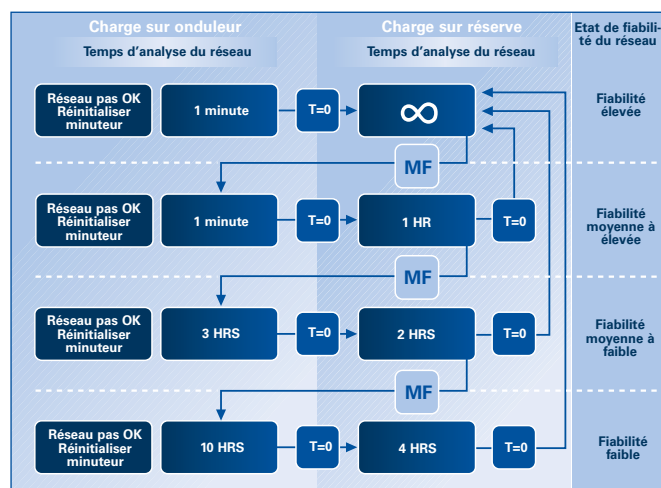 Charge sur onduleur
Charge sur réserve
Etat de fiabili-
té du réseau
Temps d'analyse du réseau
Temps d'analyse du réseau
Réseau pas OK
Réinitialiser
minuteur
1 minute
T=0
∞
Fiabilité
élevée
MF
Réseau pas OK
Réinitialiser
minuteur
1 minute
T=0
1 HR
T=0
Fiabilité
moyenne à
élevée
MF
Réseau pas OK
Réinitialiser
minuteur
3 HRS
T=0
2 HRS
T=0
Fiabilité
moyenne à
faible
MF
Réseau pas OK
Réinitialiser
minuteur
10 HRS
T=0
4 HRS
T=0
Fiabilité
faible